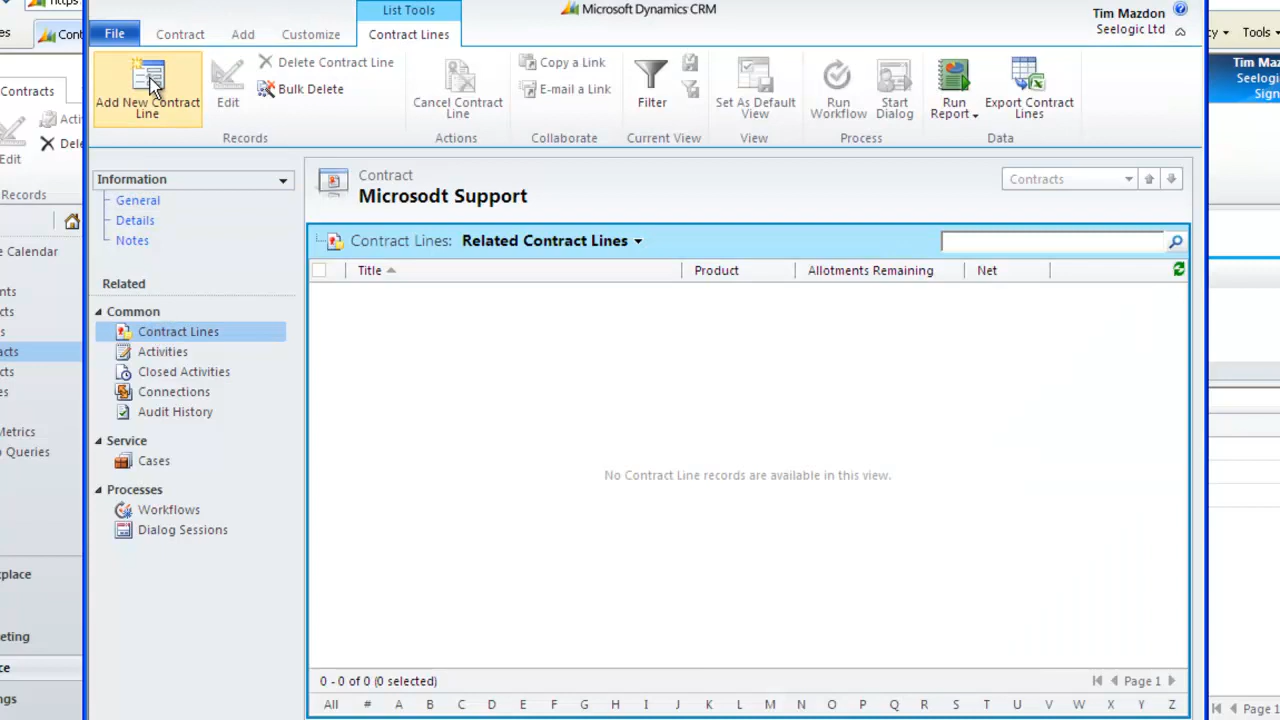 List Tools
Microsoft Dynamics CRM
Tim Mazdon
Seelogic Ltd
File
Contract
Add
Customize
Contract Lines
Add New Contract
Line
Edit
Delete Contract Line
Bulk Delete
Records
Cancel Contract
Line
Actions
Copy a Link
E-mail a Link
Collaborate
Filter
Current View
Set As Default
View
View
Run
Workflow
Start
Dialog
Process
Run
Report
Export Contract
Lines
Data
Information
General
Details
Notes
Related
Common
Contract Lines
Activities
Closed Activities
Connections
Audit History
Service
Cases
Processes
Workflows
Dialog Sessions
Contract
Microsodt Support
Contracts
Contract Lines: Related Contract Lines
Title
Product
Allotments Remaining
Net
No Contract Line records are available in this view.
0 - 0 of 0 (0 selected)
Page 1
All # A B C D E F G H I J K L M N O P Q R S T U V W X Y Z
Contracts
Edit
Records
Calendar
Metrics
Queries
Tools
Tim Maz
Seelogi
Sign
Page 1